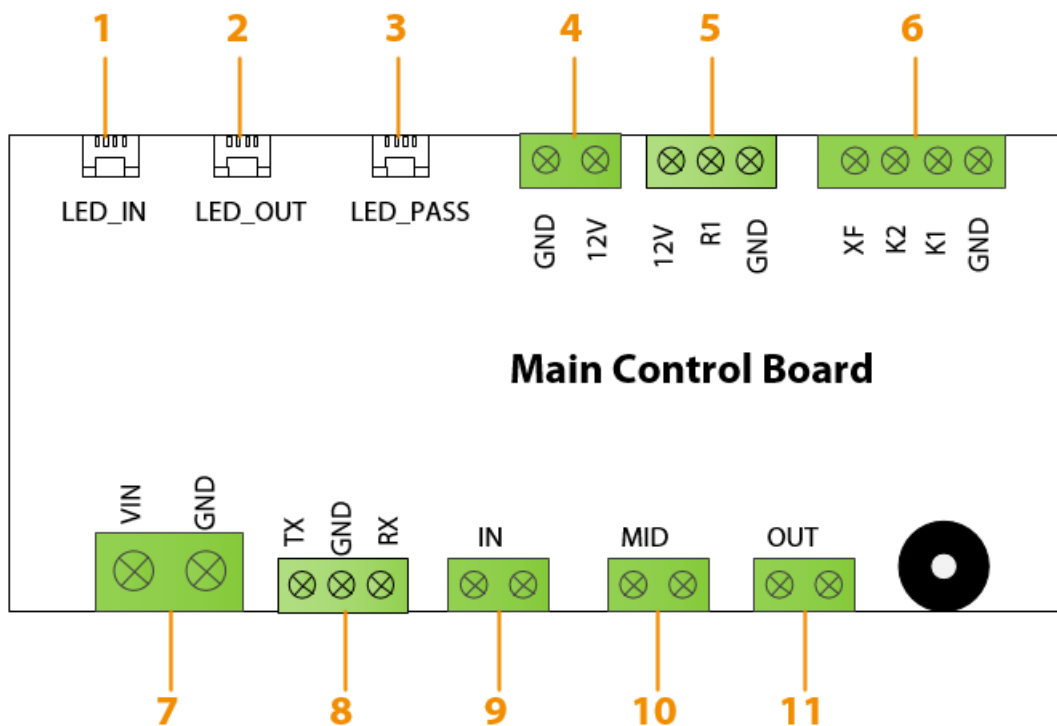 1 2 3 4 5 6
LED_IN LED_OUT LED_PASS
GND 12V 12V R1 GND XF K2 K1 GND
Main Control Board
VIN GND TX GND RX IN MID OUT
7 8 9 10 11